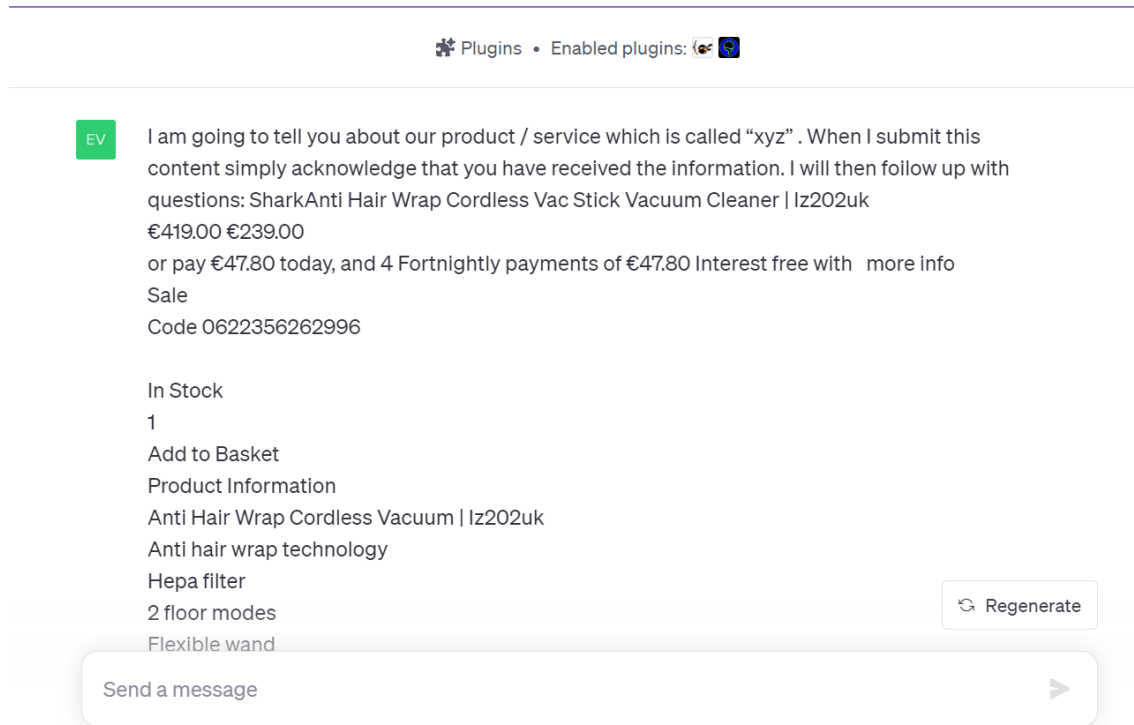 Plugins • Enabled plugins:
EV
I am going to tell you about our product / service which is called “xyz” . When I submit this
content simply acknowledge that you have received the information. I will then follow up with
questions: SharkAnti Hair Wrap Cordless Vac Stick Vacuum Cleaner | Iz202uk
€419.00 €239.00
or pay €47.80 today, and 4 Fortnightly payments of €47.80 Interest free with more info
Sale
Code 0622356262996
In Stock
1
Add to Basket
Product Information
Anti Hair Wrap Cordless Vacuum | Iz202uk
Anti hair wrap technology
Hepa filter
2 floor modes
Regenerate
Flexible wand
Send a message